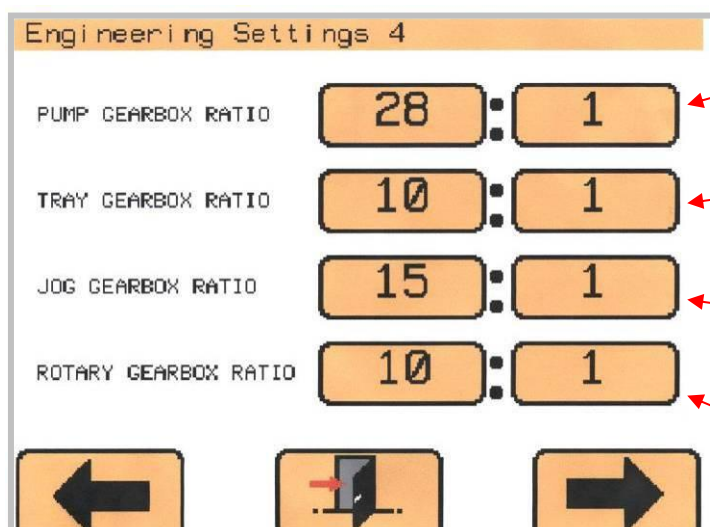 Engineering Settings 4
PUMP GEARBOX RATIO 28 : 1
TRAY GEARBOX RATIO 10 : 1
JOG GEARBOX RATIO 15 : 1
ROTARY GEARBOX RATIO 10 : 1